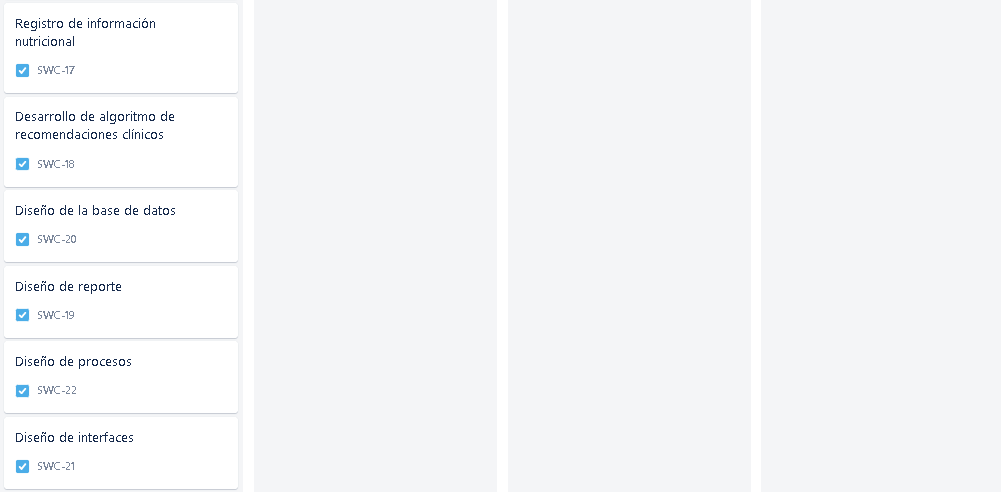 Registro de información
nutricional
SWC-17
Desarrollo de algoritmo de
recomendaciones clínicos
SWC-18
Diseño de la base de datos
SWC-20
Diseño de reporte
SWC-19
Diseño de procesos
SWC-22
Diseño de interfaces
SWC-21